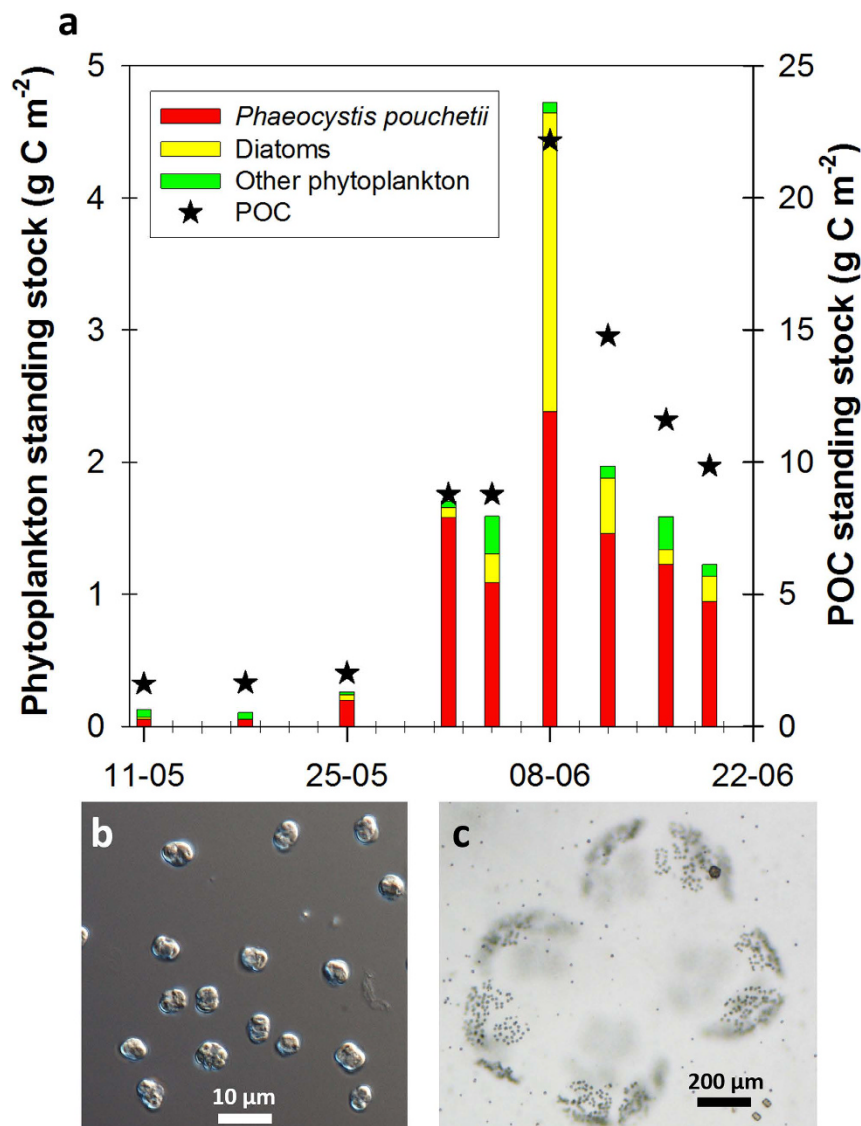 a
Phytoplankton standing stock (g C m-2)
5
4
3
2
1
0
Phaeocystis pouchetii
Diatoms
Other phytoplankton
POC
25
20
15
10
5
0
POC standing stock (g C m-2)
11-05 25-05 08-06 22-06
b
10 µm
c
200 µm